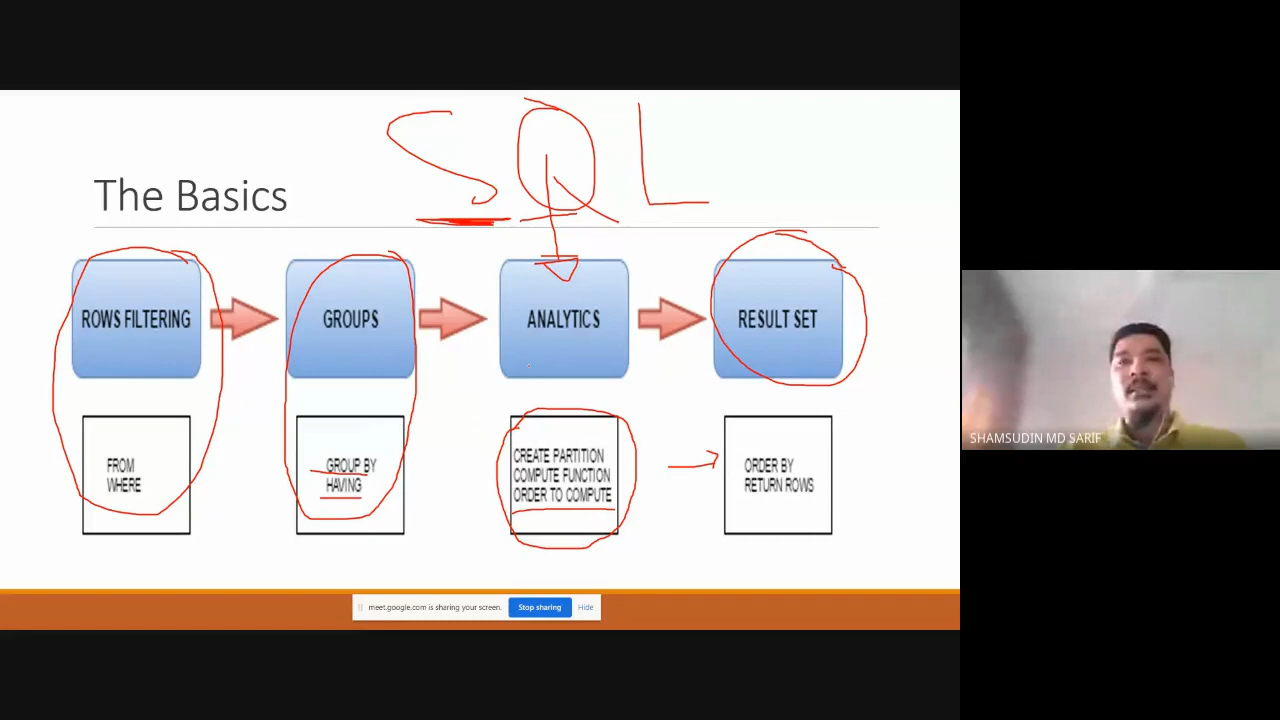 SQL
The Basics
ROWS FILTERING
GROUPS
ANALYTICS
RESULT SET
FROM
WHERE
GROUP BY
HAVING
CREATE PARTITION
COMPUTE FUNCTION
ORDER TO COMPUTE
ORDER BY
RETURN ROWS
SHAMSUDIN MD SARIF
meet.google.com is sharing your screen.
Stop sharing
Hide